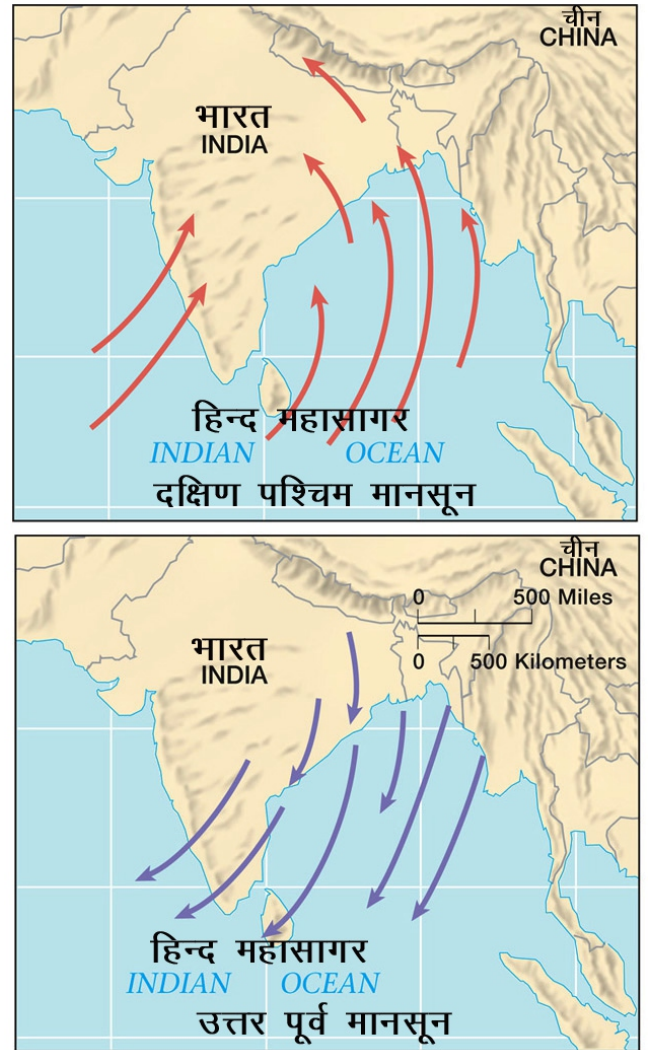 चीन
CHINA
भारत
INDIA
हिन्द महासागर
INDIAN OCEAN
दक्षिण पश्चिम मानसून
चीन
CHINA
0 500 Miles
0 500 Kilometers
भारत
INDIA
हिन्द महासागर
INDIAN OCEAN
उत्तर पूर्व मानसून